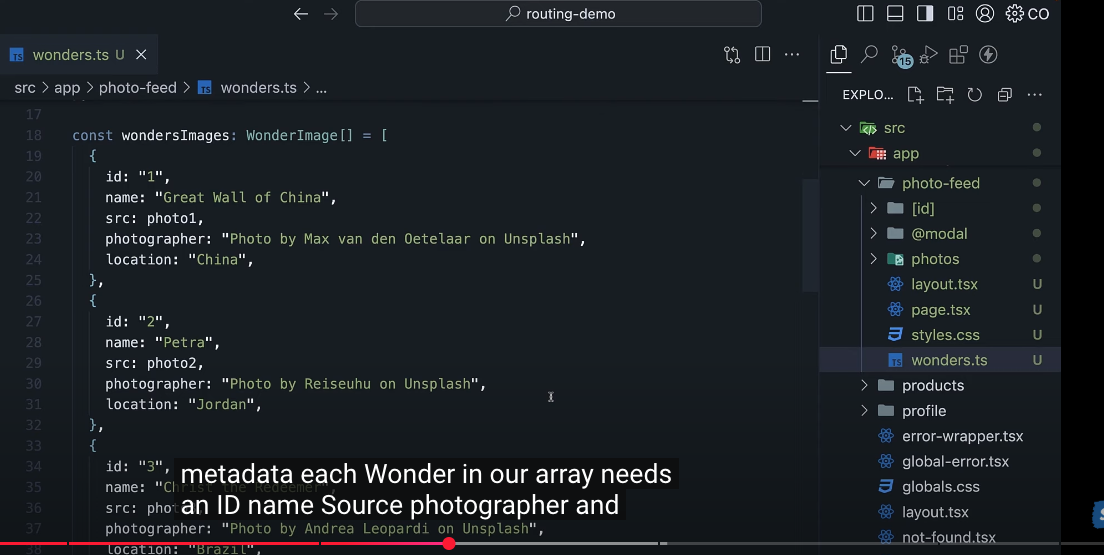 routing-demo
CO
wonders.ts U
15
src > app > photo-feed > wonders.ts > ...
EXPLO...
17
18 const wondersImages: WonderImage[] = [
19 {
20 id: "1",
21 name: "Great Wall of China",
22 src: photo1,
23 photographer: "Photo by Max van den Oetelaar on Unsplash",
24 location: "China",
25 },
26 {
27 id: "2",
28 name: "Petra",
29 src: photo2,
30 photographer: "Photo by Reiseuhu on Unsplash",
31 location: "Jordan",
32 },
33 {
34 id: "3",
35 name: "Christ the Redeemer",
36 src: phot
37 photographer: "Photo by Andrea Leopardi on Unsplash",
38 location: "Brazil",
metadata each Wonder in our array needs
an ID name Source photographer and
src
app
photo-feed
[id]
@modal
photos
layout.tsx U
page.tsx U
styles.css U
wonders.ts U
products
profile
error-wrapper.tsx
global-error.tsx
globals.css
layout.tsx
not-found.tsx